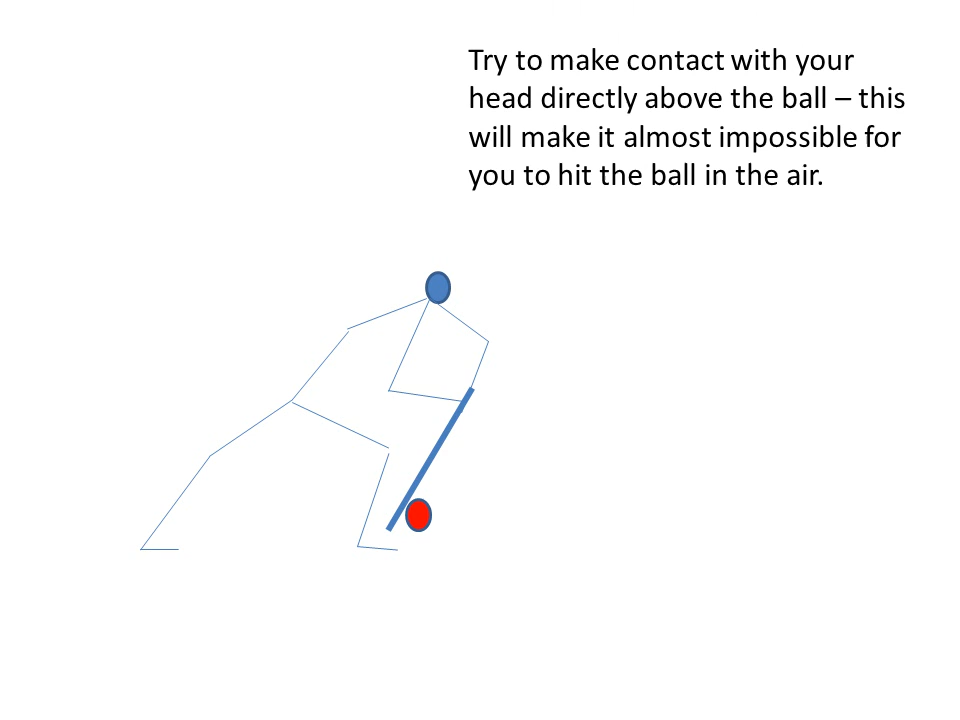 Try to make contact with your
head directly above the ball – this
will make it almost impossible for
you to hit the ball in the air.